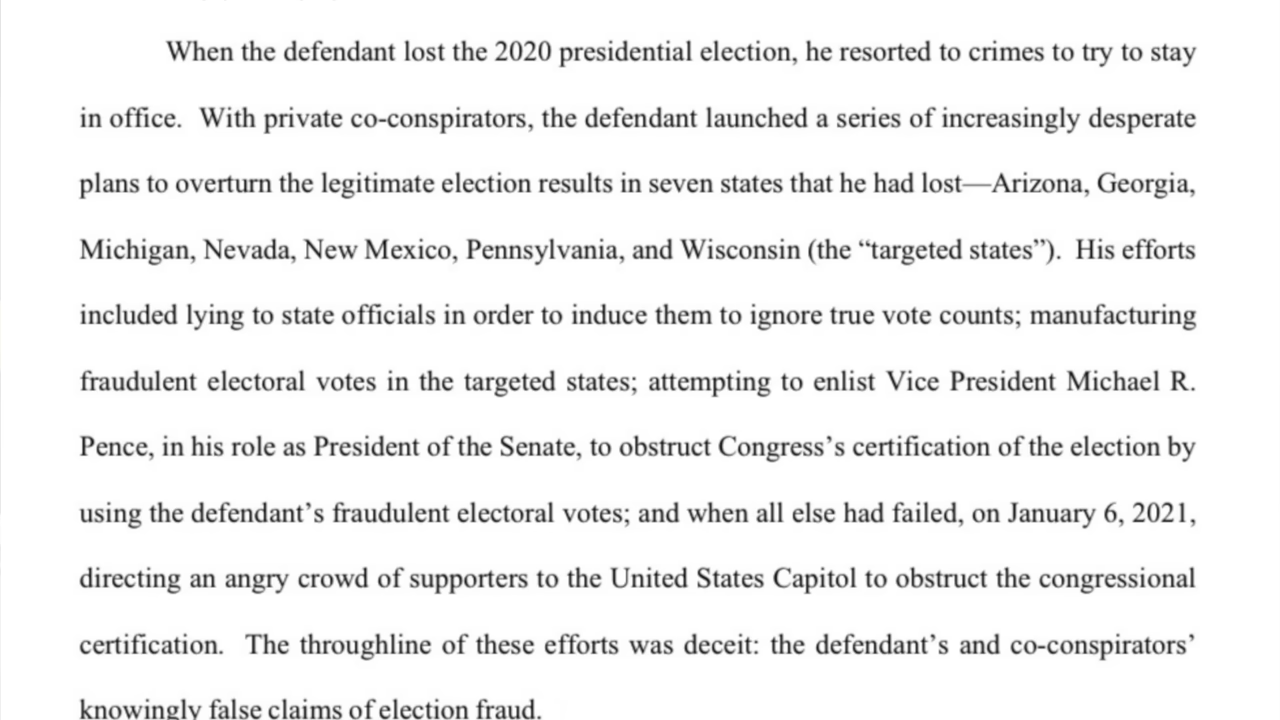 When the defendant lost the 2020 presidential election, he resorted to crimes to try to stay
in office.  With private co-conspirators, the defendant launched a series of increasingly desperate
plans to overturn the legitimate election results in seven states that he had lost—Arizona, Georgia,
Michigan, Nevada, New Mexico, Pennsylvania, and Wisconsin (the “targeted states”).  His efforts
included lying to state officials in order to induce them to ignore true vote counts; manufacturing
fraudulent electoral votes in the targeted states; attempting to enlist Vice President Michael R.
Pence, in his role as President of the Senate, to obstruct Congress’s certification of the election by
using the defendant’s fraudulent electoral votes; and when all else had failed, on January 6, 2021,
directing an angry crowd of supporters to the United States Capitol to obstruct the congressional
certification.  The throughline of these efforts was deceit: the defendant’s and co-conspirators’
knowingly false claims of election fraud.